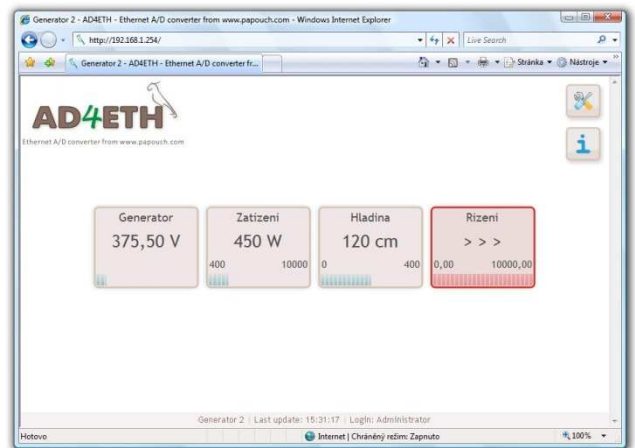 Generator 2 - AD4ETH - Ethernet A/D converter from www.papouch.com - Windows Internet Explorer
http://192.168.1.254/
Live Search
Generator 2 - AD4ETH - Ethernet A/D converter fr...
Stránka
Nástroje
AD4ETH
Ethernet A/D converter from www.papouch.com
i
Generator Zatizeni Hladina Rizeni
375,50 V 450 W 120 cm > > >
400 10000 0 400 0,00 10000,00
Generator 2 | Last update: 15:31:17 | Login: Administrator
Hotovo Internet | Chráněný režim: Zapnuto 100%